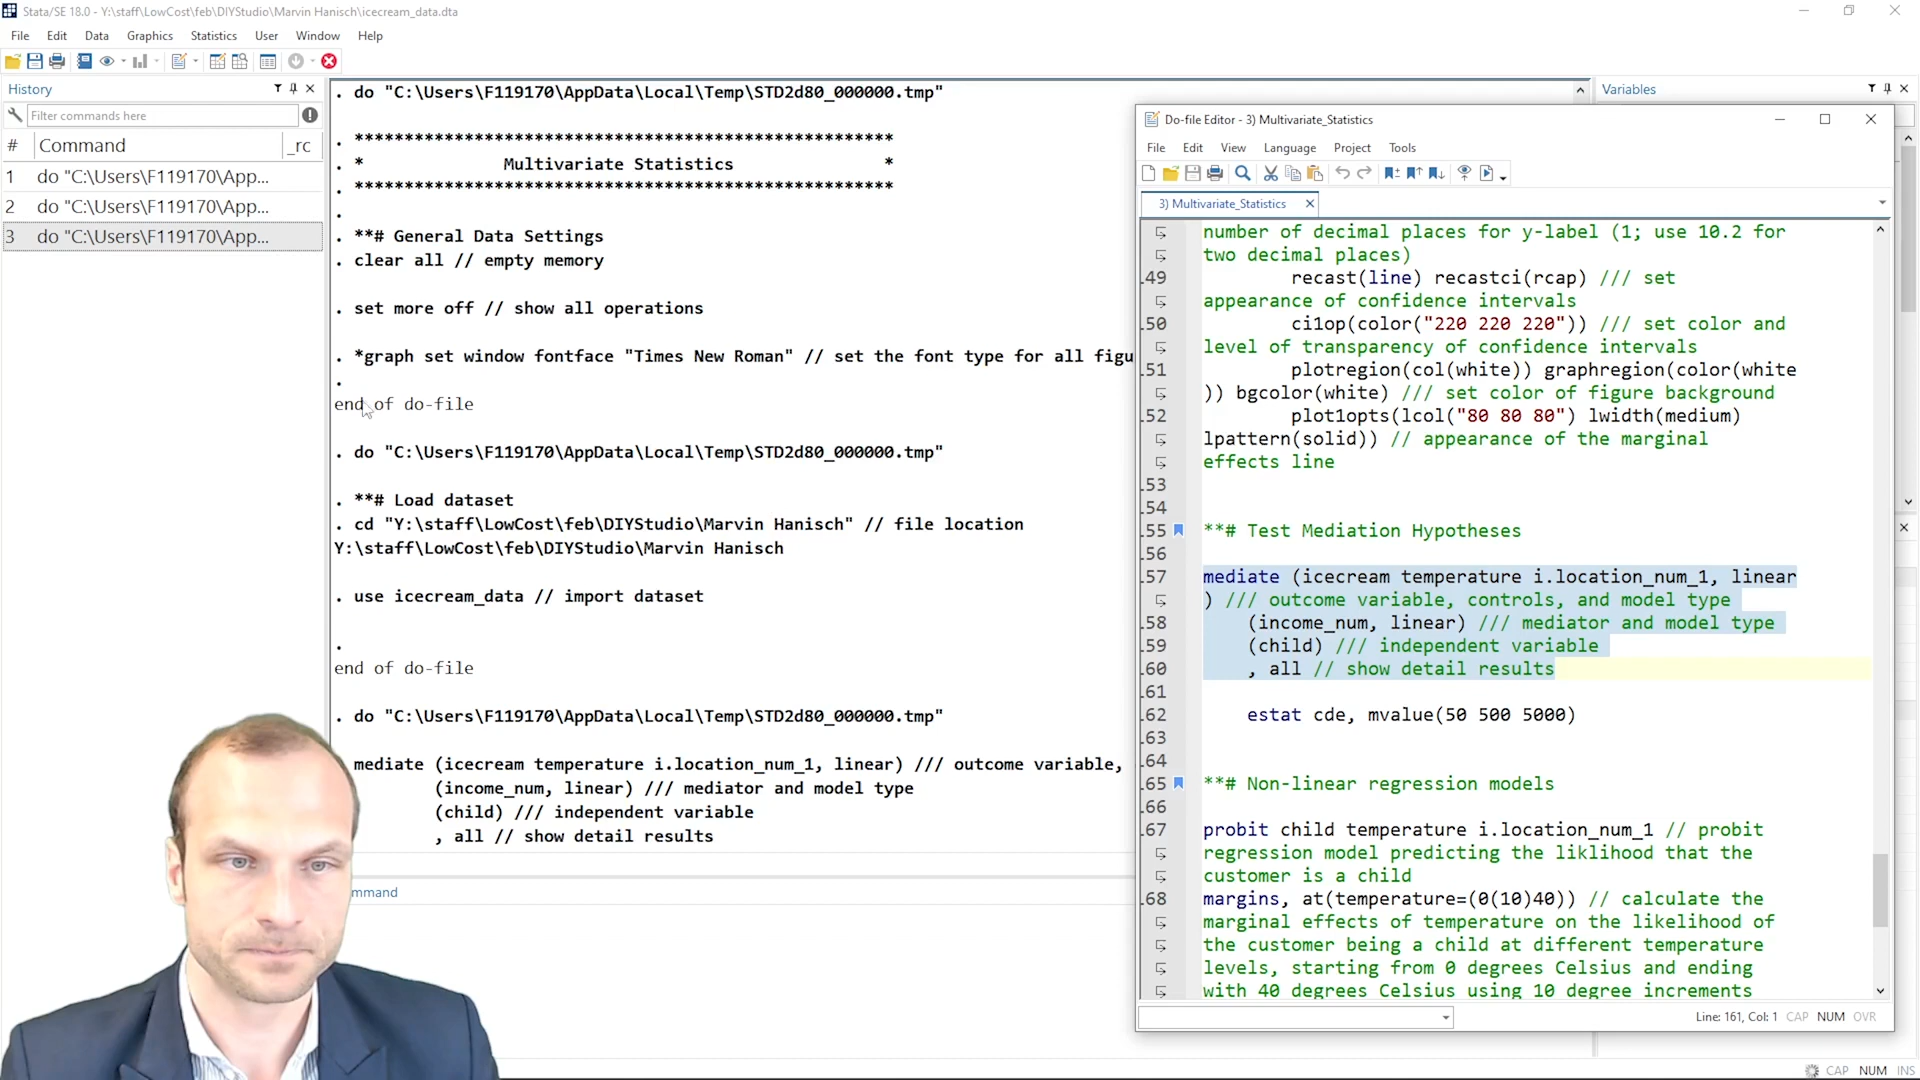 Stata/SE 18.0 - Y:\staff\LowCost\feb\DIYStudio\Marvin Hanisch\icecream_data.dta
File Edit Data Graphics Statistics User Window Help
History
Filter commands here
# Command _rc
1 do "C:\Users\F119170\App...
2 do "C:\Users\F119170\App...
3 do "C:\Users\F119170\App...
. do "C:\Users\F119170\AppData\Local\Temp\STD2d80_000000.tmp"
. ******************************************************
. * Multivariate Statistics *
. ******************************************************
.
. **# General Data Settings
. clear all // empty memory
. set more off // show all operations
. *graph set window fontface "Times New Roman" // set the font type for all figu
.
end of do-file
. do "C:\Users\F119170\AppData\Local\Temp\STD2d80_000000.tmp"
. **# Load dataset
. cd "Y:\staff\LowCost\feb\DIYStudio\Marvin Hanisch" // file location
Y:\staff\LowCost\feb\DIYStudio\Marvin Hanisch
. use icecream_data // import dataset
.
end of do-file
. do "C:\Users\F119170\AppData\Local\Temp\STD2d80_000000.tmp"
mediate (icecream temperature i.location_num_1, linear) /// outcome variable,
(income_num, linear) /// mediator and model type
(child) /// independent variable
, all // show detail results
mmand
Variables
Do-file Editor - 3) Multivariate_Statistics
File Edit View Language Project Tools
3) Multivariate_Statistics
number of decimal places for y-label (1; use 10.2 for
two decimal places)
49 recast(line) recastci(rcap) /// set
appearance of confidence intervals
50 ci1op(color("220 220 220")) /// set color and
level of transparency of confidence intervals
51 plotregion(col(white)) graphregion(color(white
)) bgcolor(white) /// set color of figure background
52 plot1opts(lcol("80 80 80") lwidth(medium)
lpattern(solid)) // appearance of the marginal
effects line
53
54
55 **# Test Mediation Hypotheses
56
57 mediate (icecream temperature i.location_num_1, linear
) /// outcome variable, controls, and model type
58 (income_num, linear) /// mediator and model type
59 (child) /// independent variable
60 , all // show detail results
61
62 estat cde, mvalue(50 500 5000)
63
64
65 **# Non-linear regression models
66
67 probit child temperature i.location_num_1 // probit
regression model predicting the liklihood that the
customer is a child
68 margins, at(temperature=(0(10)40)) // calculate the
marginal effects of temperature on the likelihood of
the customer being a child at different temperature
levels, starting from 0 degrees Celsius and ending
with 40 degrees Celsius using 10 degree increments
Line: 161, Col: 1 CAP NUM OVR
CAP NUM INS